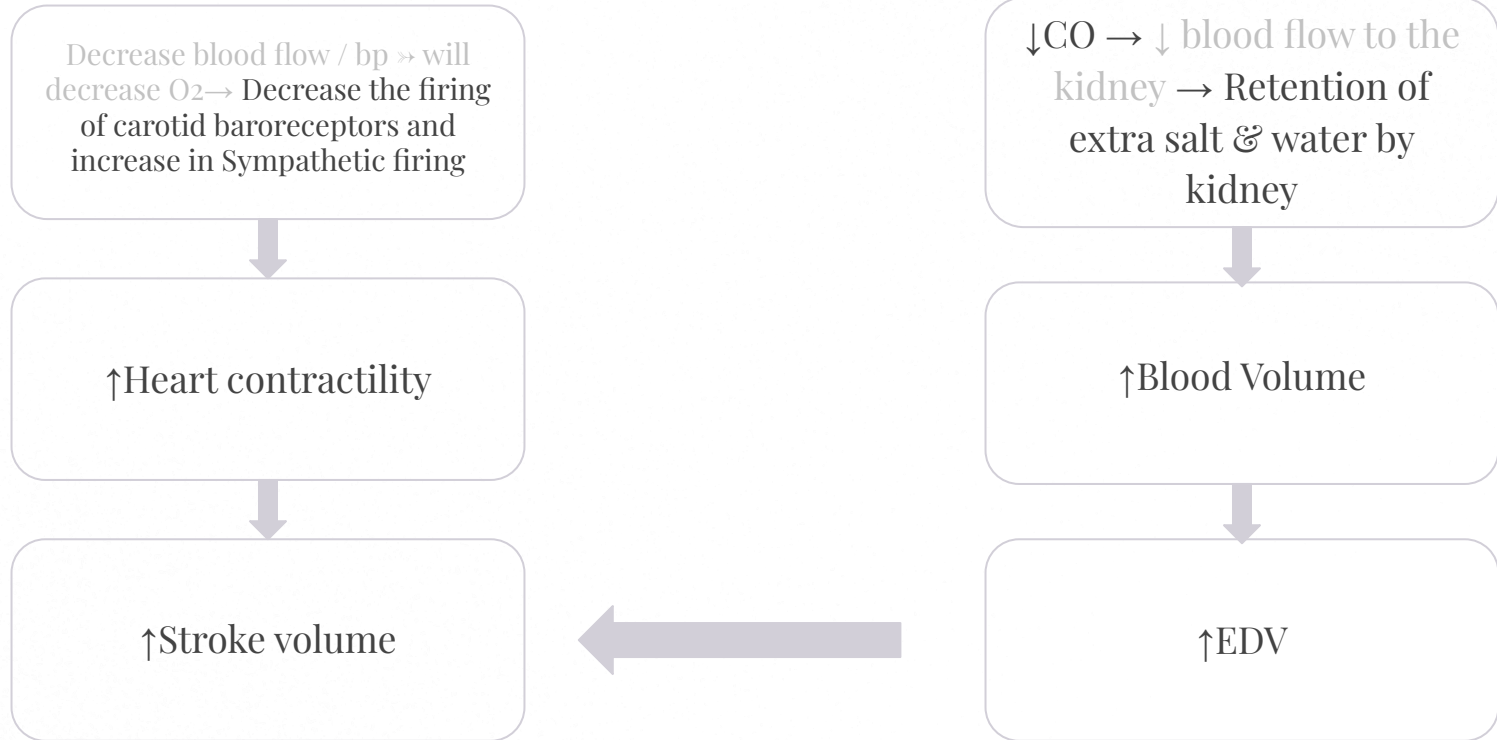 Decrease blood flow / bp ↣ will
decrease O2→ Decrease the firing
of carotid baroreceptors and
increase in Sympathetic firing
↑Heart contractility
↑Stroke volume
↓CO → ↓ blood flow to the
kidney → Retention of
extra salt & water by
kidney
↑Blood Volume
↑EDV